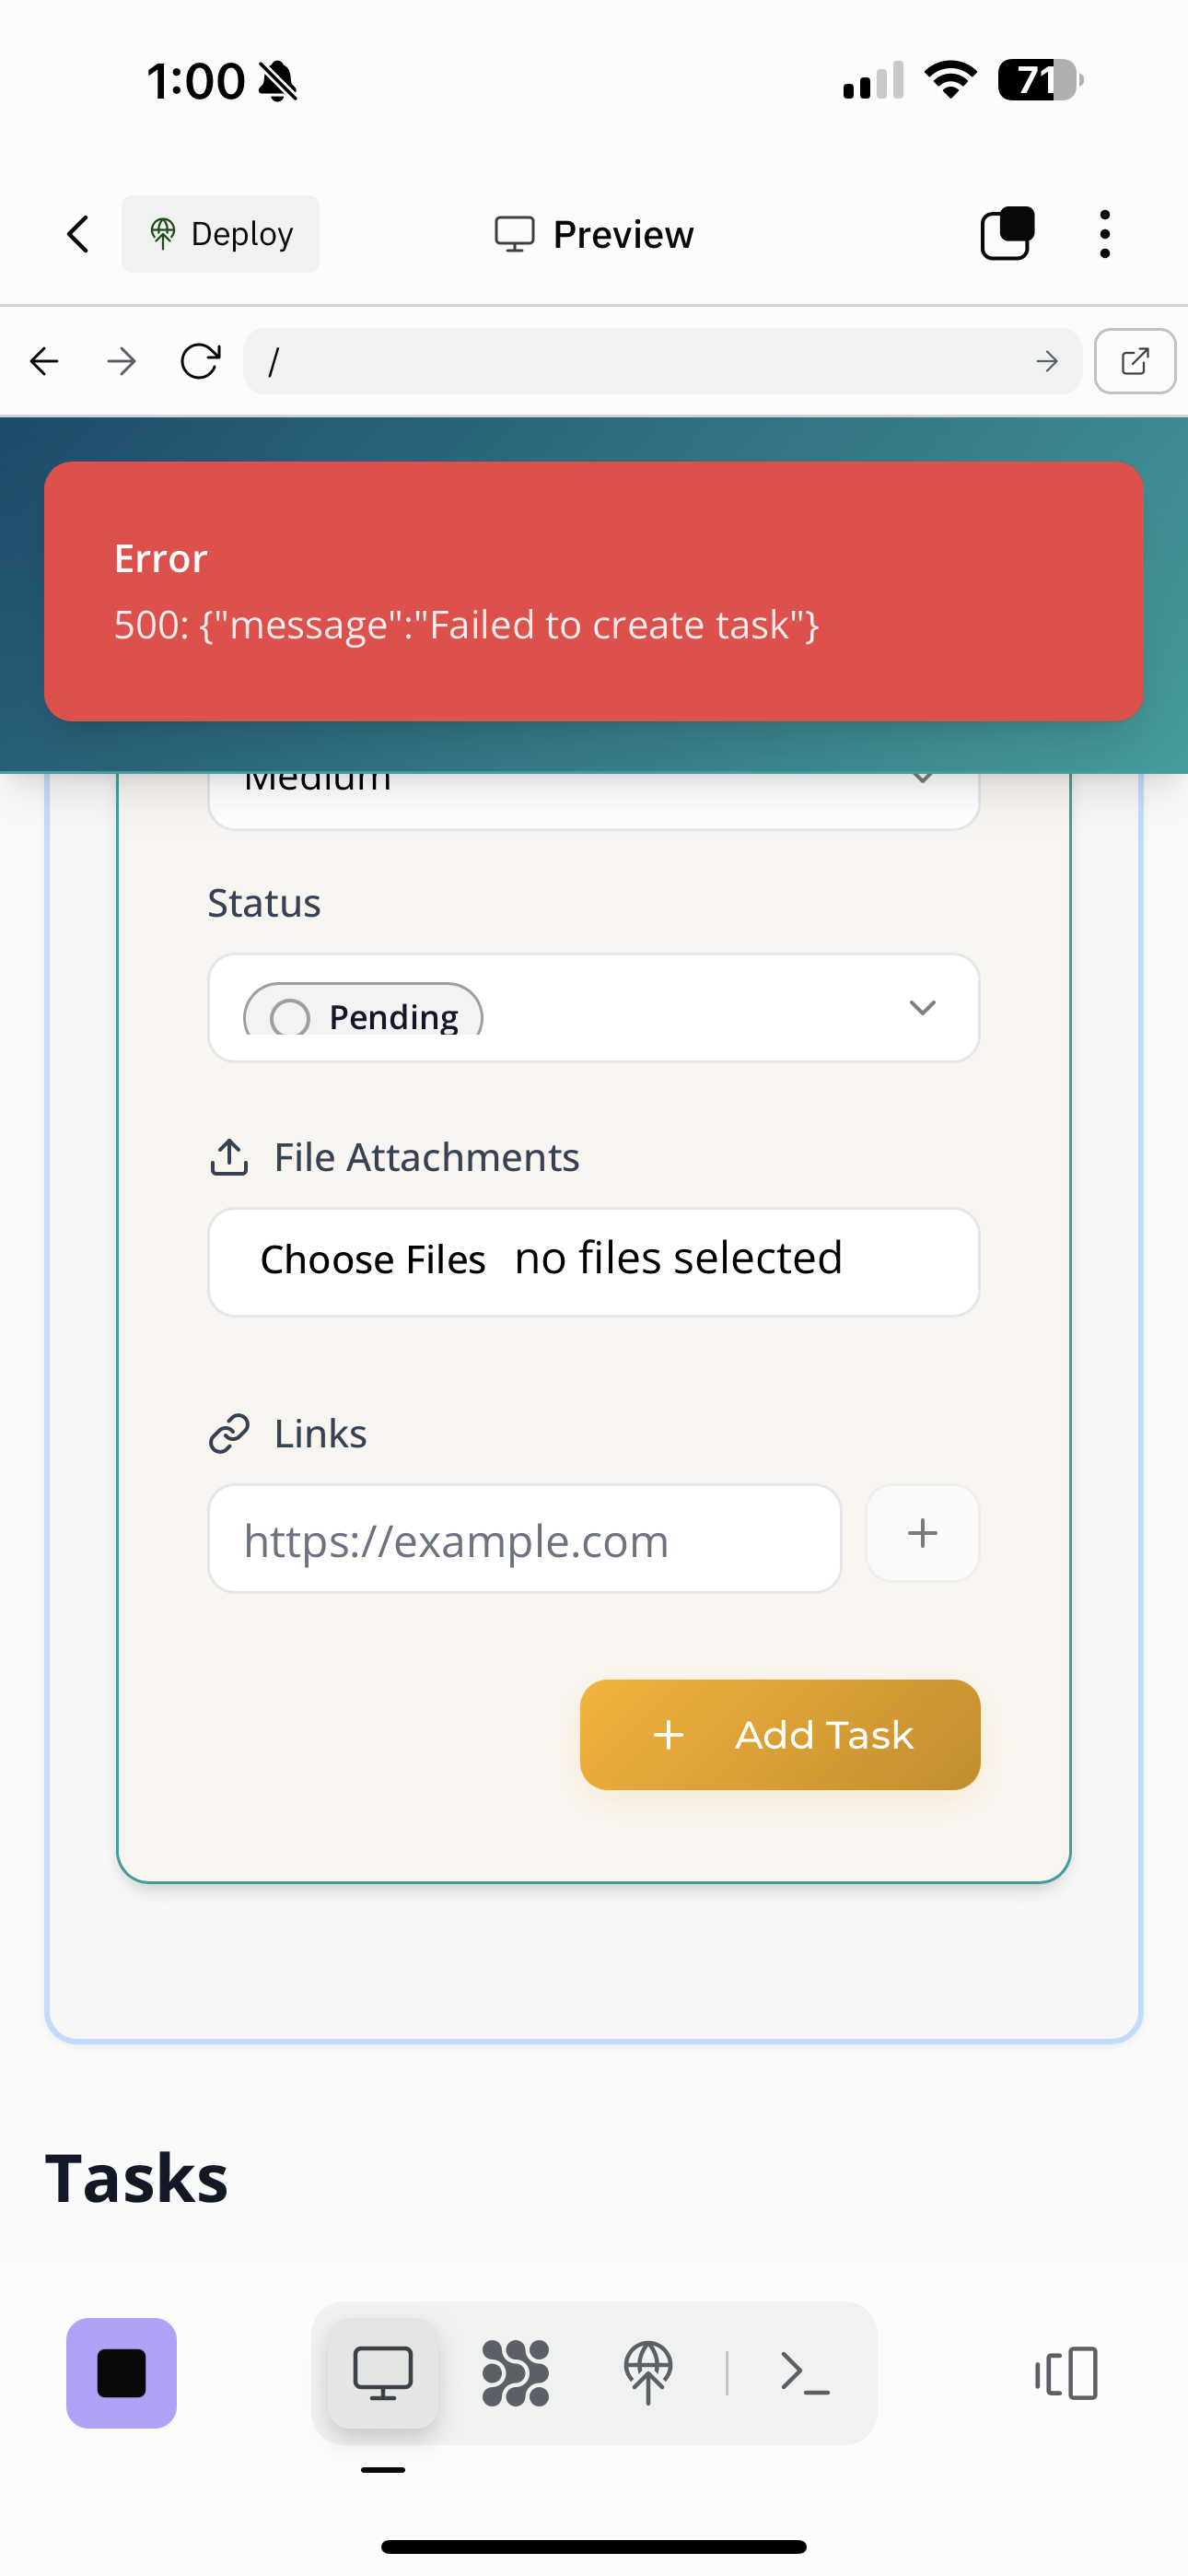 1:00
71
Deploy
Preview
/
Error
500: {"message":"Failed to create task"}
Medium
Status
Pending
File Attachments
Choose Files no files selected
Links
https://example.com
+
+ Add Task
Tasks